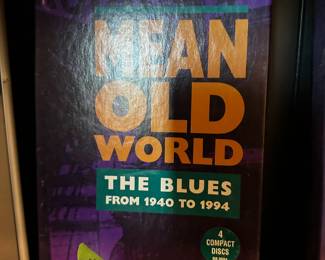 MEAN
OLD
WORLD
THE BLUES
FROM 1940 TO 1994
4
COMPACT
DISCS